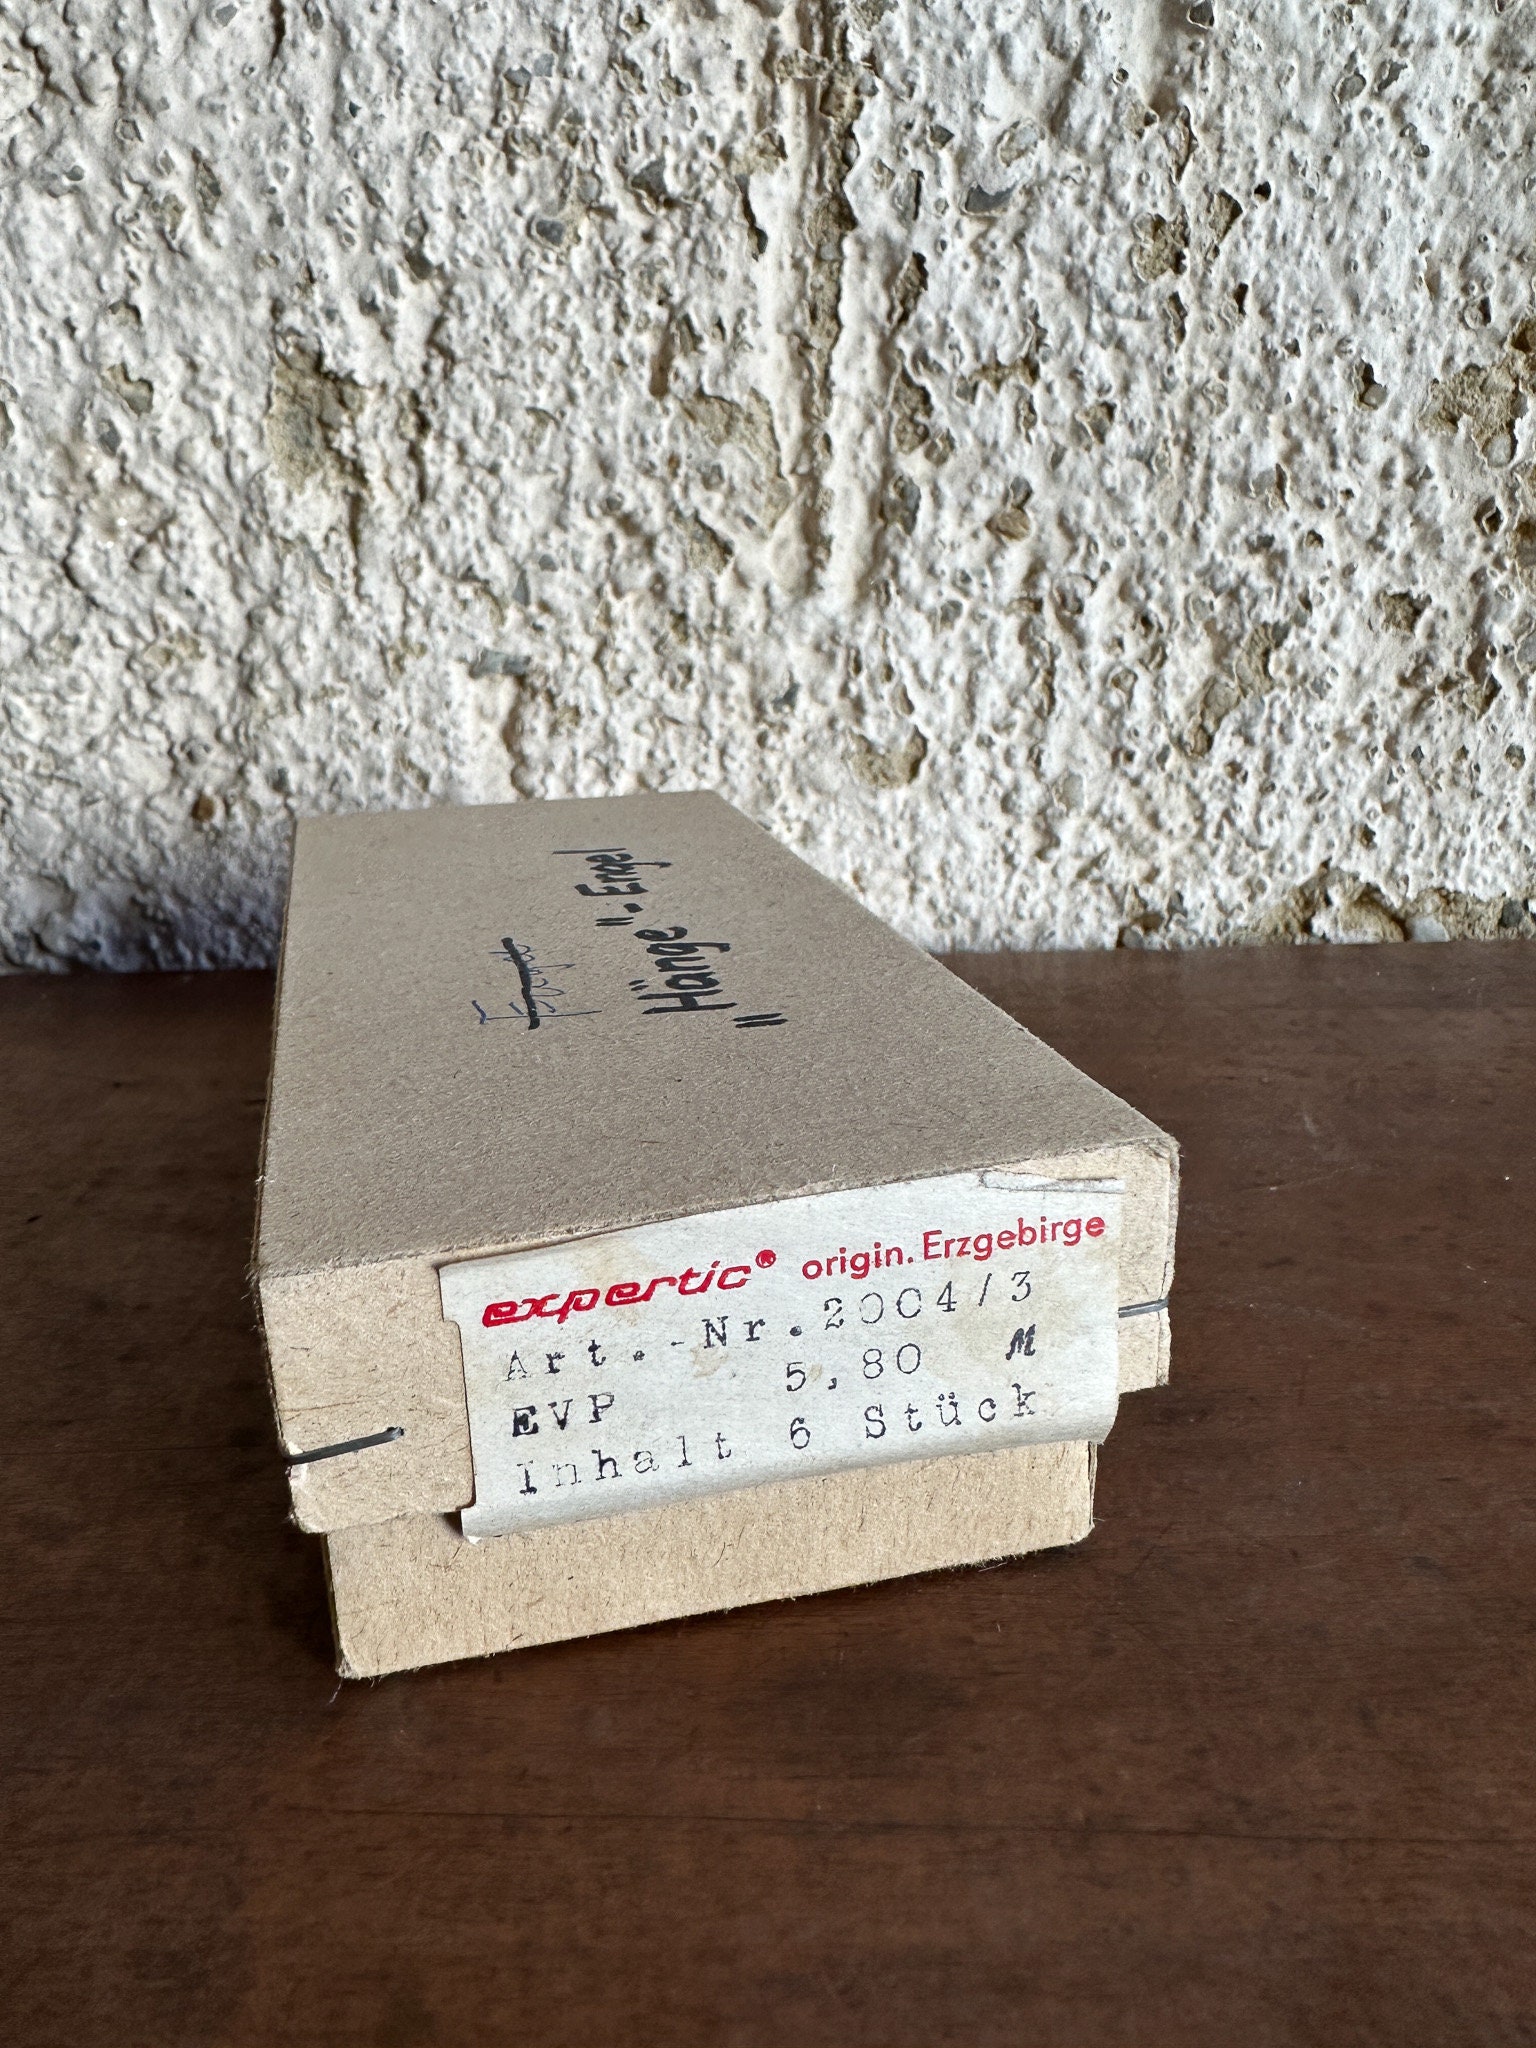 "Hänge"-Engel
expertic® origin. Erzgebirge
Art.-Nr. 2004/3
EVP 5,80 M
Inhalt 6 Stück